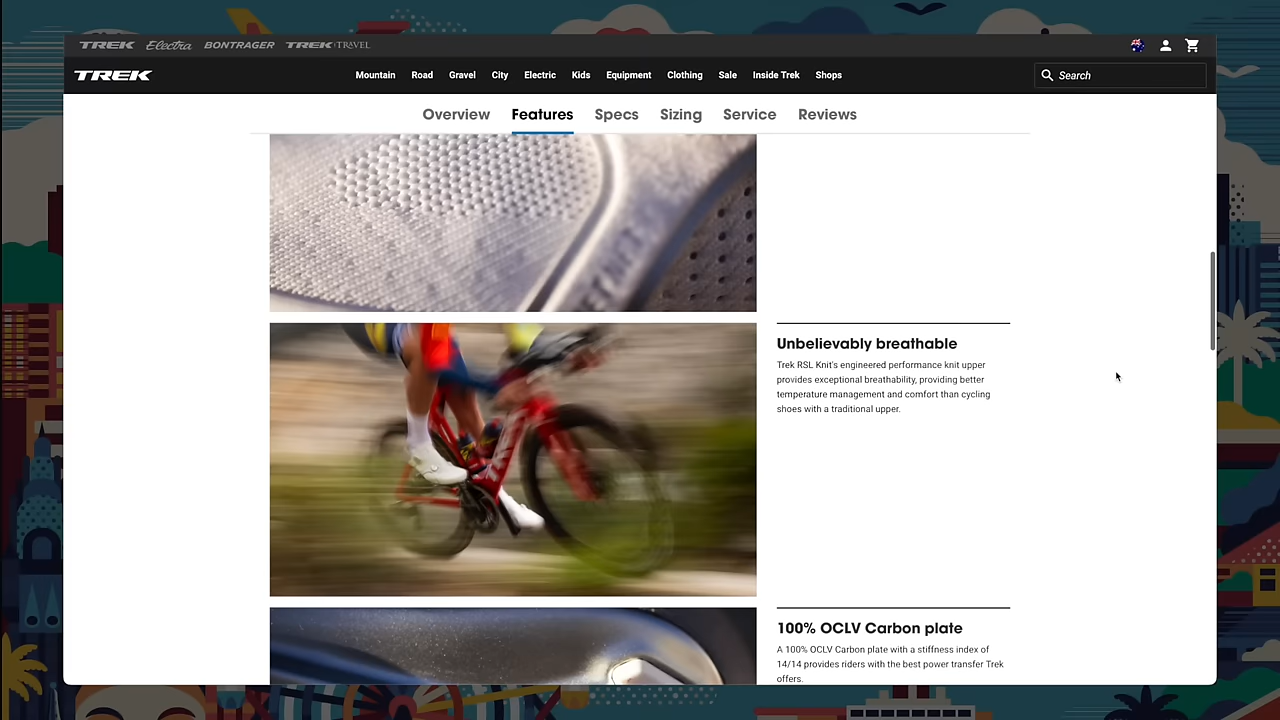 TREK Electra BONTRAGER TREK TRAVEL
TREK Mountain Road Gravel City Electric Kids Equipment Clothing Sale Inside Trek Shops Search
Overview Features Specs Sizing Service Reviews
Unbelievably breathable
Trek RSL Knit's engineered performance knit upper
provides exceptional breathability, providing better
temperature management and comfort than cycling
shoes with a traditional upper.
100% OCLV Carbon plate
A 100% OCLV Carbon plate with a stiffness index of
14/14 provides riders with the best power transfer Trek
offers.